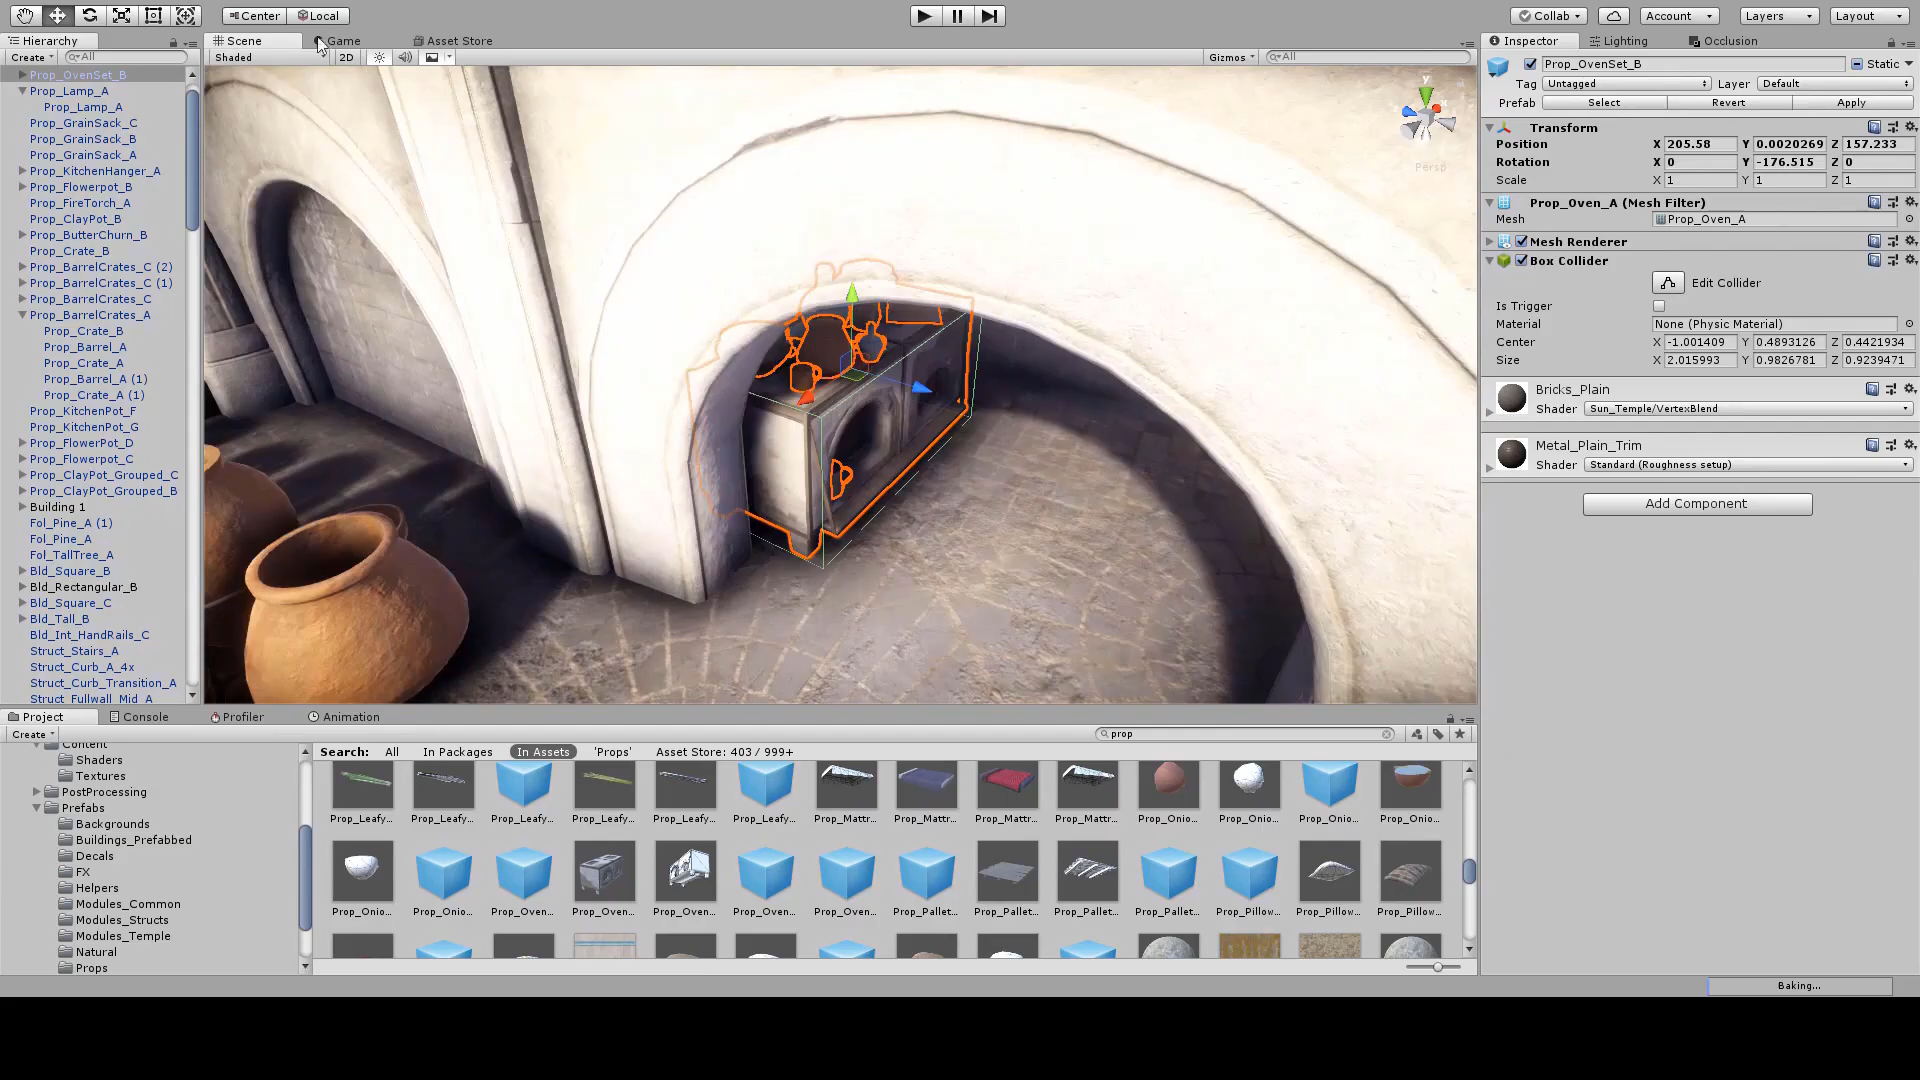 Center Local
Collab Account Layers Layout
Hierarchy Scene Game Asset Store Inspector Lighting Occlusion
Create All Shaded 2D Gizmos All
Prop_OvenSet_B
Prop_Lamp_A
Prop_Lamp_A
Prop_GrainSack_C
Prop_GrainSack_B
Prop_GrainSack_A
Prop_KitchenHanger_A
Prop_Flowerpot_B
Prop_FireTorch_A
Prop_ClayPot_B
Prop_ButterChurn_B
Prop_Crate_B
Prop_BarrelCrates_C (2)
Prop_BarrelCrates_C (1)
Prop_BarrelCrates_C
Prop_BarrelCrates_A
Prop_Crate_B
Prop_Barrel_A
Prop_Crate_A
Prop_Barrel_A (1)
Prop_Crate_A (1)
Prop_KitchenPot_F
Prop_KitchenPot_G
Prop_FlowerPot_D
Prop_Flowerpot_C
Prop_ClayPot_Grouped_C
Prop_ClayPot_Grouped_B
Building 1
Fol_Pine_A (1)
Fol_Pine_A
Fol_TallTree_A
Bld_Square_B
Bld_Rectangular_B
Bld_Square_C
Bld_Tall_B
Bld_Int_HandRails_C
Struct_Stairs_A
Struct_Curb_A_4x
Struct_Curb_Transition_A
Struct_Fullwall_Mid_A
y
Persp
Prop_OvenSet_B Static
Tag Untagged Layer Default
Prefab Select Revert Apply
Transform
Position X 205.58 Y 0.0020269 Z 157.233
Rotation X 0 Y -176.515 Z 0
Scale X 1 Y 1 Z 1
Prop_Oven_A (Mesh Filter)
Mesh Prop_Oven_A
Mesh Renderer
Box Collider
Edit Collider
Is Trigger
Material None (Physic Material)
Center X -1.001409 Y 0.4893126 Z 0.4421934
Size X 2.015993 Y 0.9826781 Z 0.9239471
Bricks_Plain
Shader Sun_Temple/VertexBlend
Metal_Plain_Trim
Shader Standard (Roughness setup)
Add Component
Project Console Profiler Animation
Create prop
Content
Shaders
Textures
PostProcessing
Prefabs
Backgrounds
Buildings_Prefabbed
Decals
FX
Helpers
Modules_Common
Modules_Structs
Modules_Temple
Natural
Props
Search: All In Packages In Assets 'Props' Asset Store: 403 / 999+
Prop_Leafy... Prop_Leafy... Prop_Leafy... Prop_Leafy... Prop_Leafy... Prop_Leafy... Prop_Mattr... Prop_Mattr... Prop_Mattr... Prop_Mattr... Prop_Onio... Prop_Onio... Prop_Onio... Prop_Onio...
Prop_Onio... Prop_Onio... Prop_Oven... Prop_Oven... Prop_Oven... Prop_Oven... Prop_Oven... Prop_Pallet... Prop_Pallet... Prop_Pallet... Prop_Pallet... Prop_Pillow... Prop_Pillow... Prop_Pillow...
Baking...